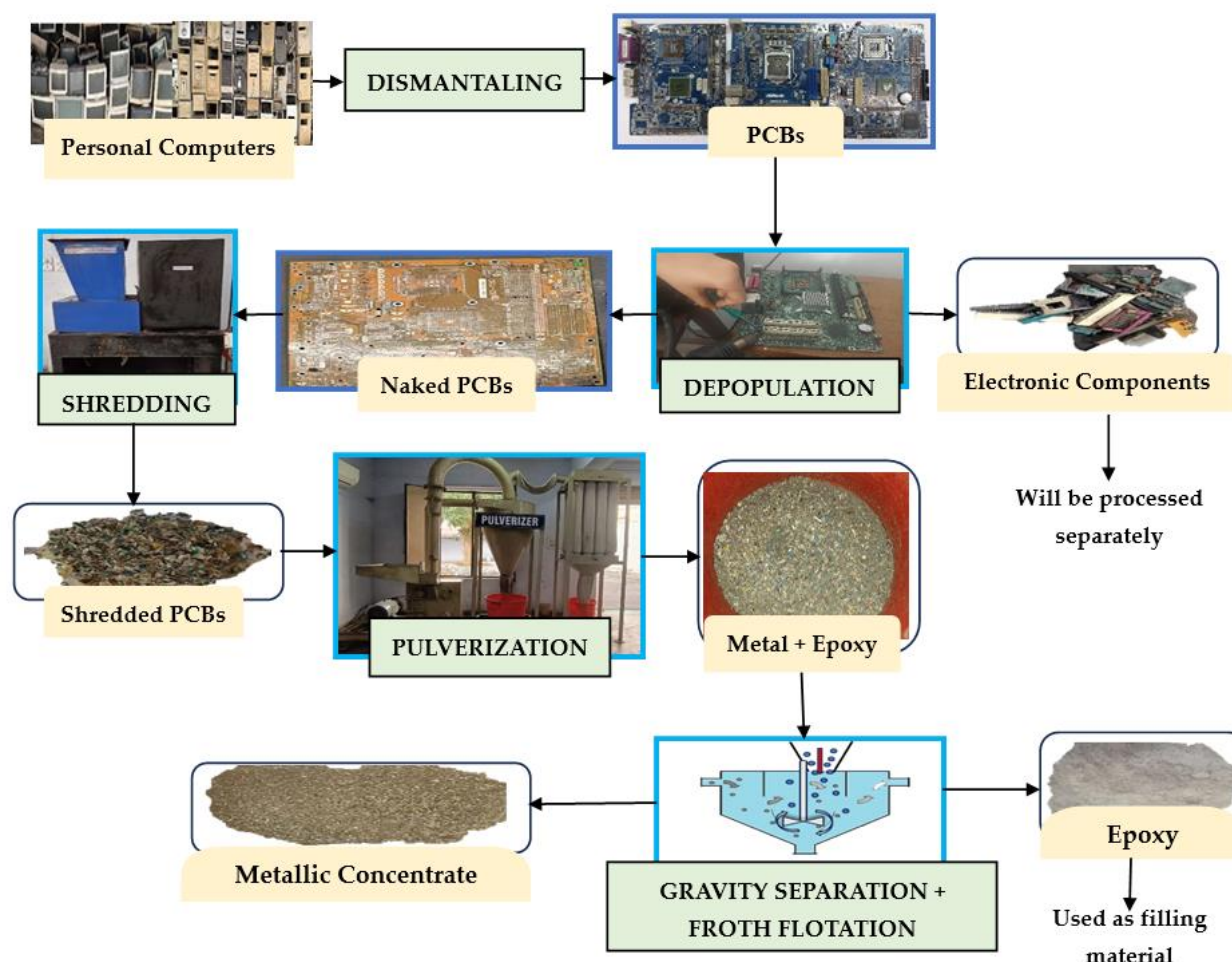 DISMANTALING
Personal Computers
PCBs
SHREDDING
Naked PCBs
DEPOPULATION
Electronic Components
Will be processed
separately
Shredded PCBs
PULVERIZER
PULVERIZATION
Metal + Epoxy
Metallic Concentrate
GRAVITY SEPARATION +
FROTH FLOTATION
Epoxy
Used as filling
material